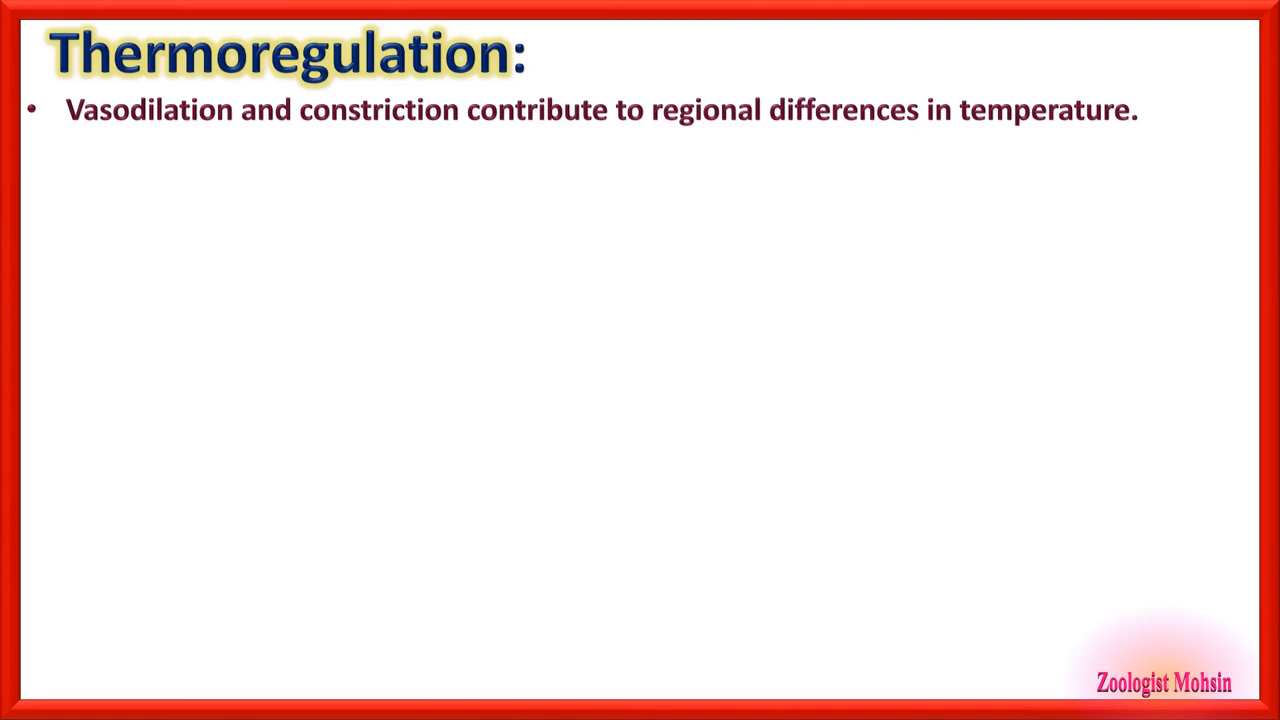 Thermoregulation:
• Vasodilation and constriction contribute to regional differences in temperature.
Zoologist Mohsin